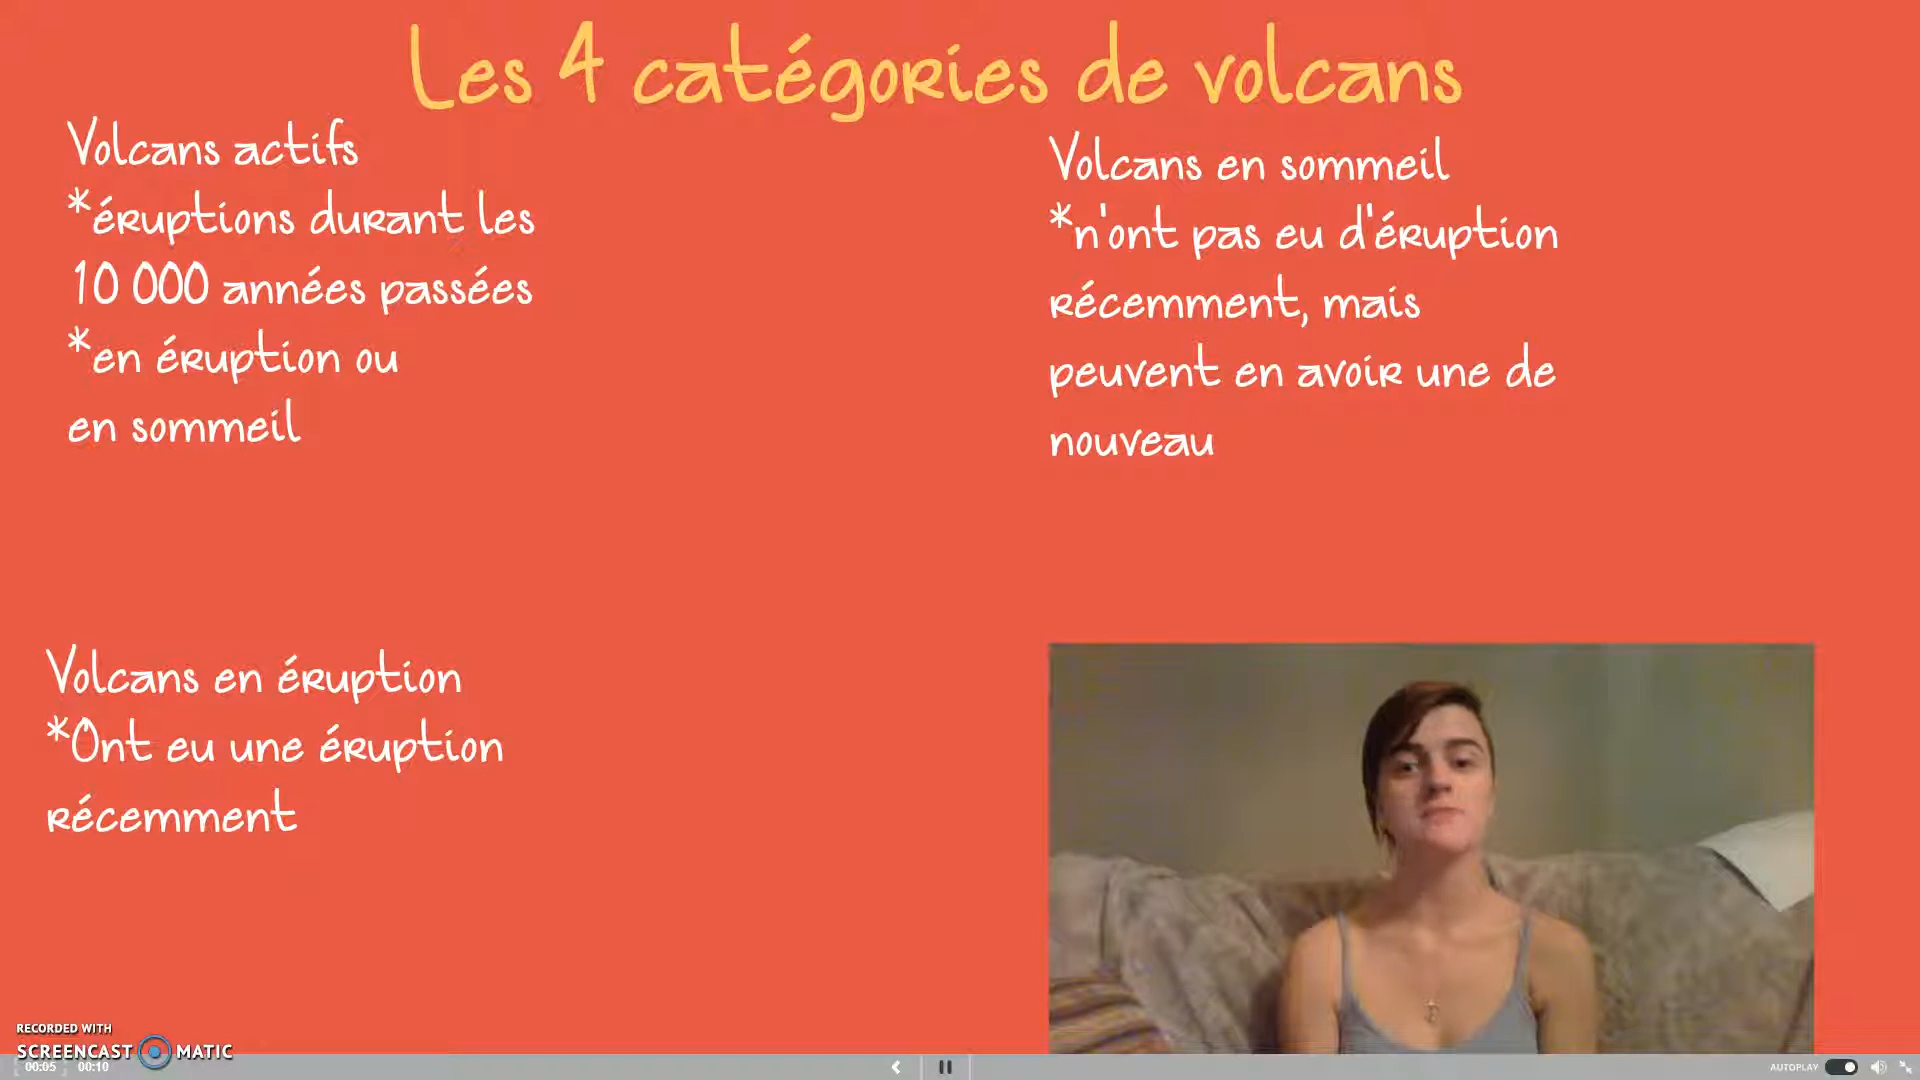 Les 4 catégories de volcans
Volcans actifs
*éruptions durant les
10 000 années passées
*en éruption ou
en sommeil
Volcans en sommeil
*n'ont pas eu d'éruption
récemment, mais
peuvent en avoir une de
nouveau
Volcans en éruption
*Ont eu une éruption
récemment
RECORDED WITH
SCREENCAST MATIC
00:05 00:10
AUTOPLAY